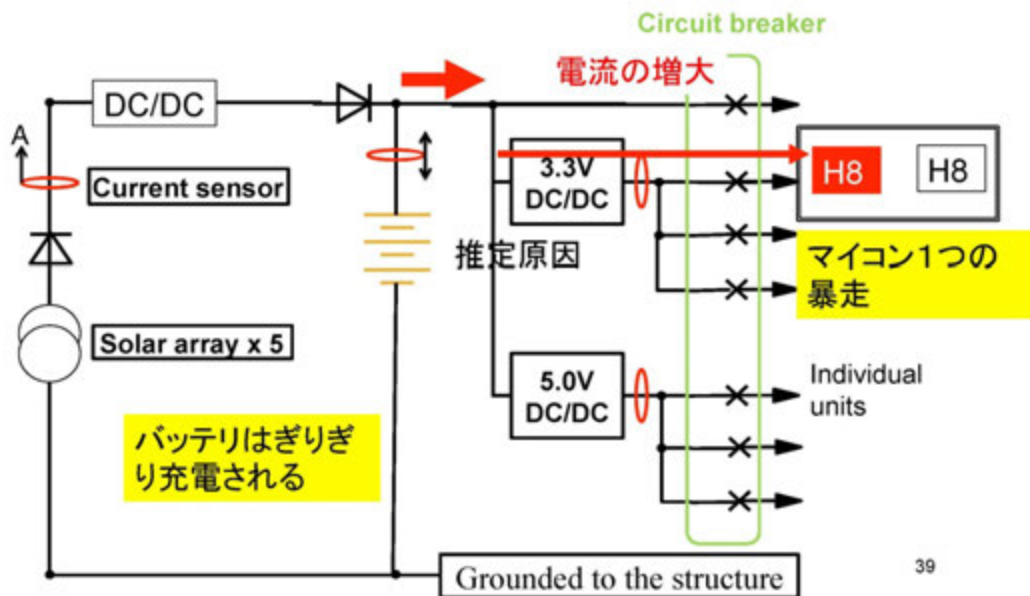 Circuit breaker
電流の増大
DC/DC
A
Current sensor
3.3V
DC/DC
H8
H8
推定原因
マイコン１つの
暴走
Solar array x 5
5.0V
DC/DC
Individual
units
バッテリはぎりぎ
り充電される
Grounded to the structure
39